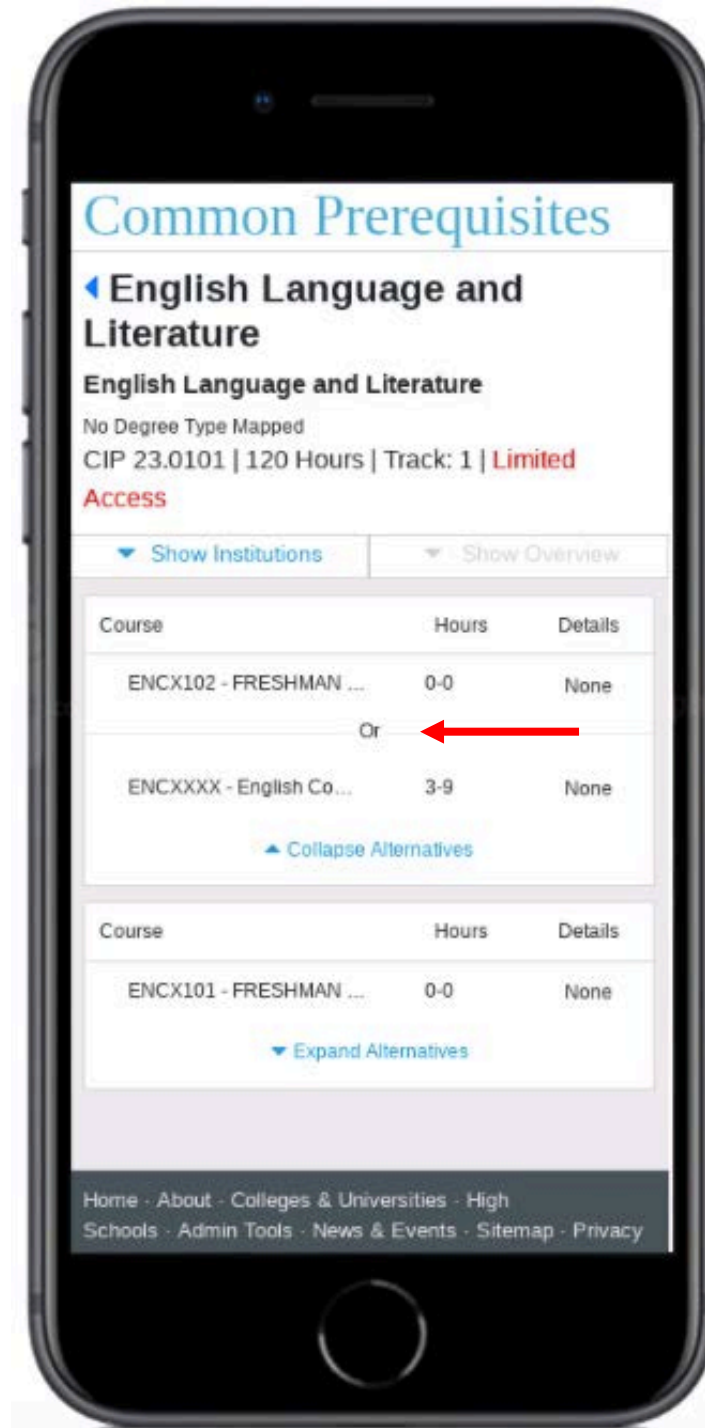 Common Prerequisites
English Language and
Literature
English Language and Literature
No Degree Type Mapped
CIP 23.0101 | 120 Hours | Track: 1 | Limited
Access
Show Institutions Show Overview
Course Hours Details
ENCX102 - FRESHMAN ... 0-0 None
Or
ENCXXXX - English Co... 3-9 None
Collapse Alternatives
Course Hours Details
ENCX101 - FRESHMAN ... 0-0 None
Expand Alternatives
Home - About - Colleges & Universities - High
Schools - Admin Tools - News & Events - Sitemap - Privacy